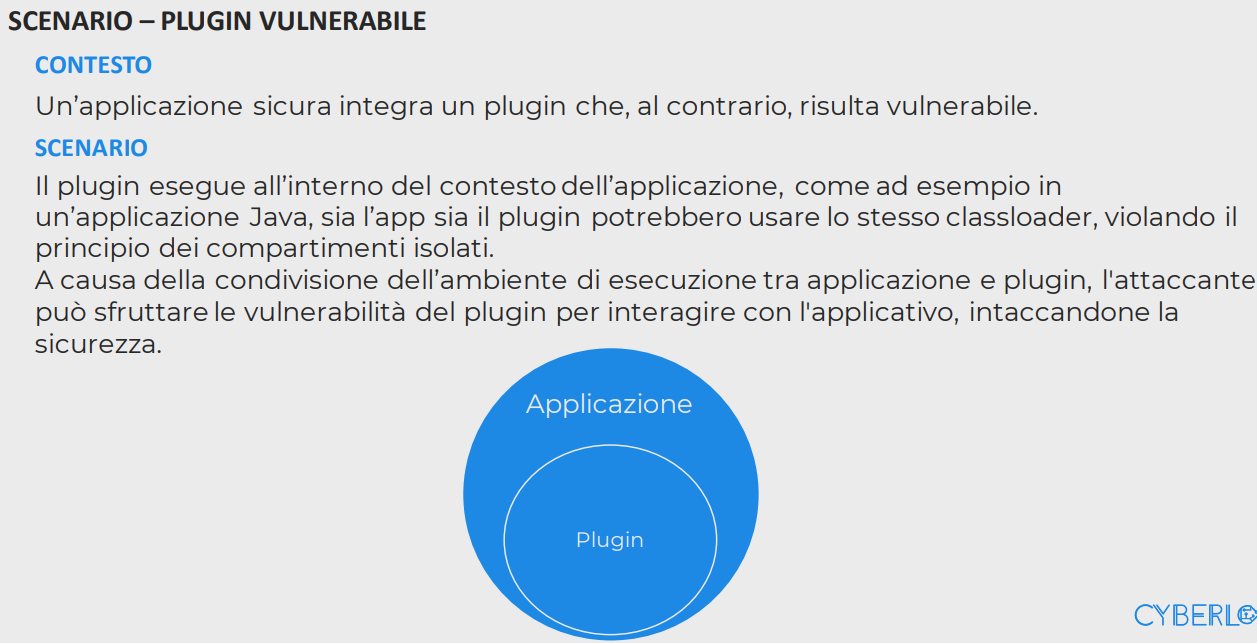 SCENARIO – PLUGIN VULNERABILE
CONTESTO
Un’applicazione sicura integra un plugin che, al contrario, risulta vulnerabile.
SCENARIO
Il plugin esegue all’interno del contesto dell’applicazione, come ad esempio in
un’applicazione Java, sia l’app sia il plugin potrebbero usare lo stesso classloader, violando il
principio dei compartimenti isolati.
A causa della condivisione dell’ambiente di esecuzione tra applicazione e plugin, l'attaccante
può sfruttare le vulnerabilità del plugin per interagire con l'applicativo, intaccandone la
sicurezza.
Applicazione
Plugin
CYBERLO